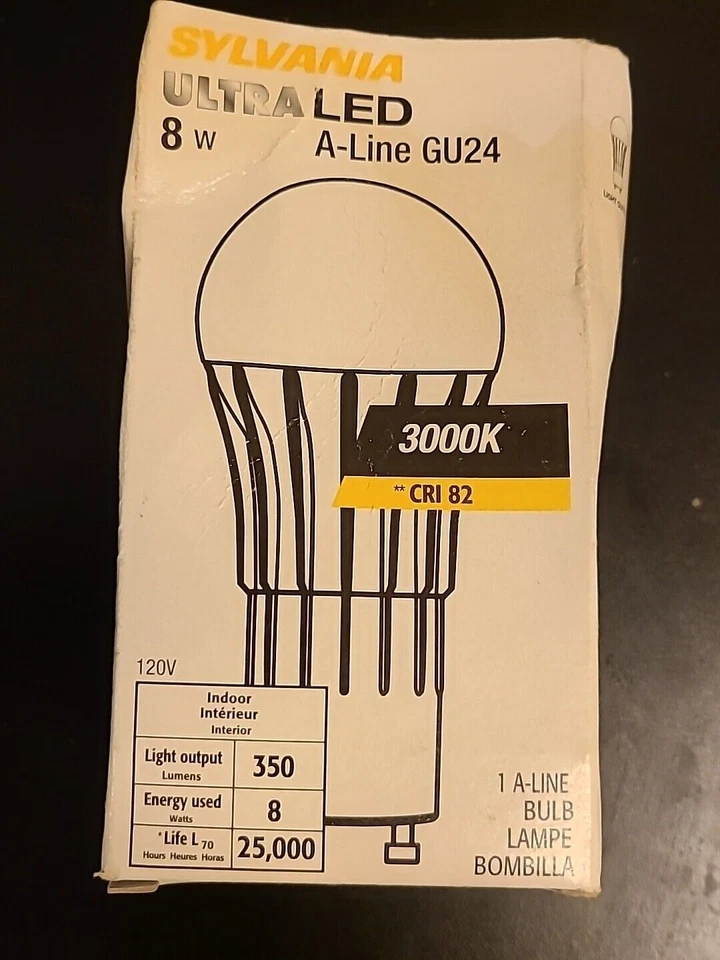 SYLVANIA
ULTRA LED
8 W
A-Line GU24
3000K
** CRI 82
120V
Indoor
Intérieur
Interior
Light output
Lumens
350
Energy used
Watts
8
*Life L70
Hours Heures Horas
25,000
1 A-LINE
BULB
LAMPE
BOMBILLA
LIGHT